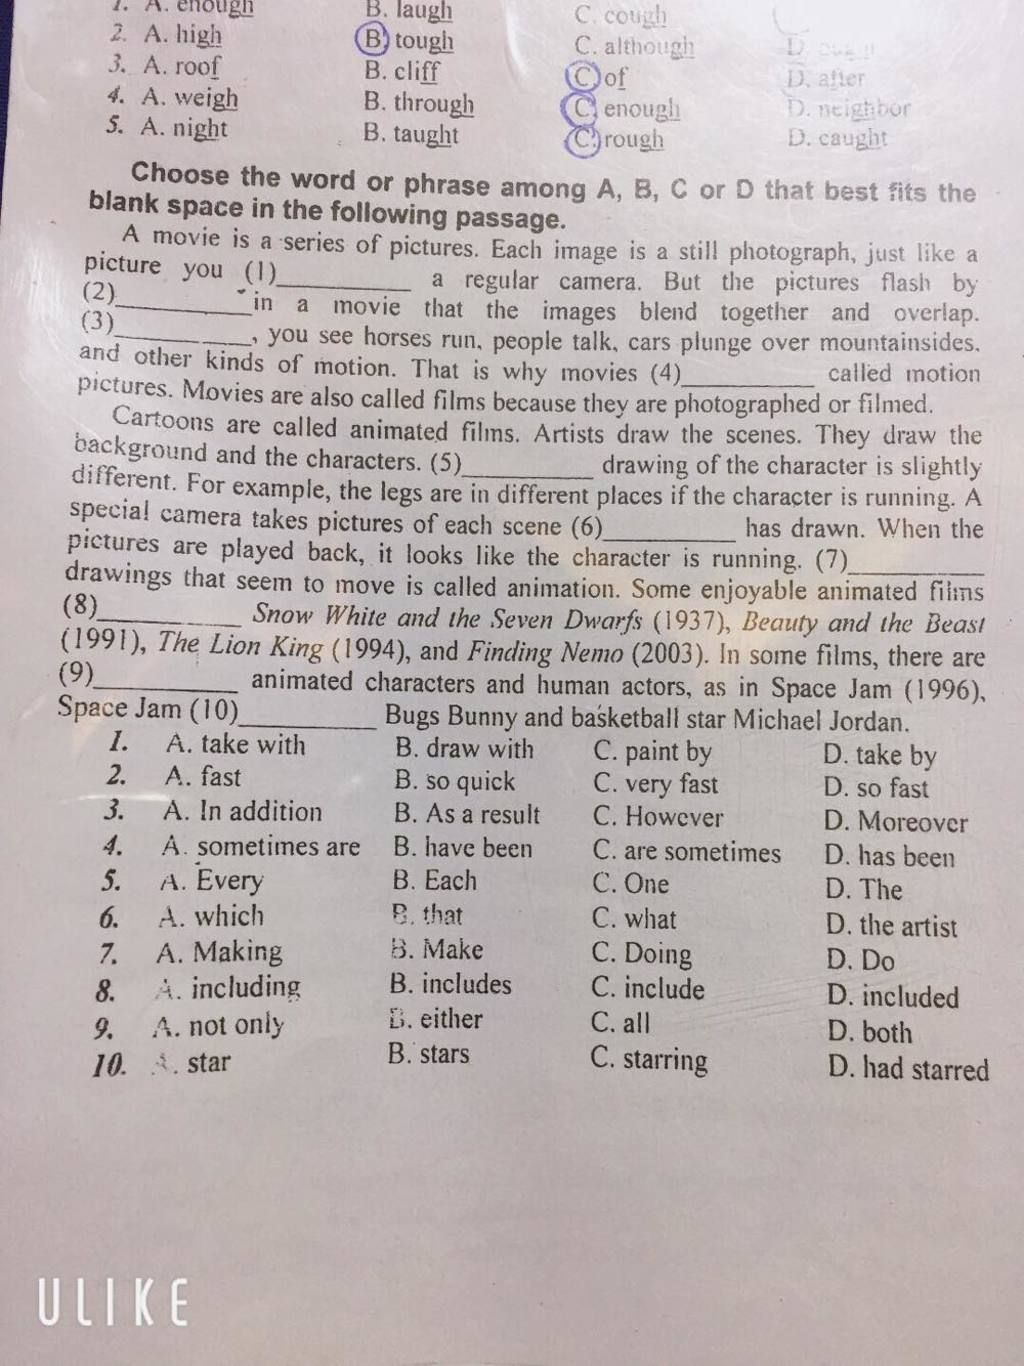 1. A. enough B. laugh C. cough
2. A. high B. tough C. although
3. A. roof B. cliff C. of D. after
4. A. weigh B. through C. enough D. neighbor
5. A. night B. taught C. rough D. caught
Choose the word or phrase among A, B, C or D that best fits the
blank space in the following passage.
A movie is a series of pictures. Each image is a still photograph, just like a
picture you (1)__________ a regular camera. But the pictures flash by
(2)__________ in a movie that the images blend together and overlap.
(3)__________, you see horses run, people talk, cars plunge over mountainsides,
and other kinds of motion. That is why movies (4)__________ called motion
pictures. Movies are also called films because they are photographed or filmed.
Cartoons are called animated films. Artists draw the scenes. They draw the
background and the characters. (5)__________ drawing of the character is slightly
different. For example, the legs are in different places if the character is running. A
special camera takes pictures of each scene (6)__________ has drawn. When the
pictures are played back, it looks like the character is running. (7)__________
drawings that seem to move is called animation. Some enjoyable animated films
(8)__________ Snow White and the Seven Dwarfs (1937), Beauty and the Beast
(1991), The Lion King (1994), and Finding Nemo (2003). In some films, there are
(9)__________ animated characters and human actors, as in Space Jam (1996),
Space Jam (10)__________ Bugs Bunny and basketball star Michael Jordan.
1. A. take with B. draw with C. paint by D. take by
2. A. fast B. so quick C. very fast D. so fast
3. A. In addition B. As a result C. However D. Moreover
4. A. sometimes are B. have been C. are sometimes D. has been
5. A. Every B. Each C. One D. The
6. A. which B. that C. what D. the artist
7. A. Making B. Make C. Doing D. Do
8. A. including B. includes C. include D. included
9. A. not only B. either C. all D. both
10. A. star B. stars C. starring D. had starred
ULIKE